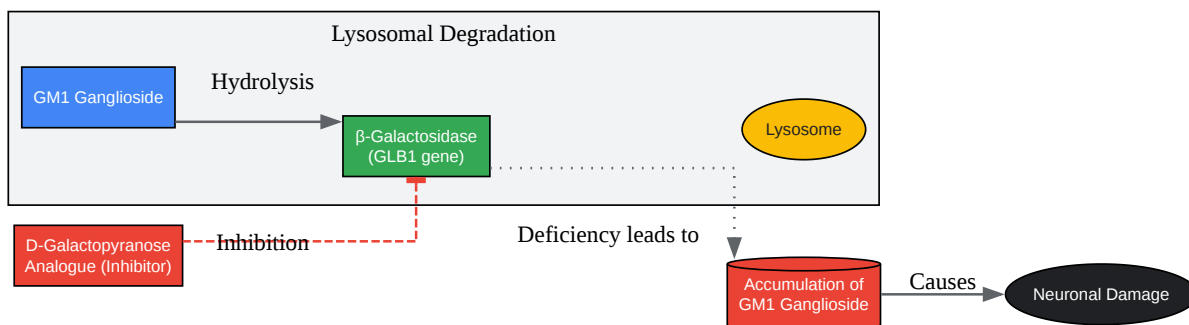 Lysosomal Degradation
GM1 Ganglioside
Hydrolysis
β-Galactosidase
(GLB1 gene)
Lysosome
D-Galactopyranose
Analogue (Inhibitor)
Inhibition
Deficiency leads to
Accumulation of
GM1 Ganglioside
Causes
Neuronal Damage